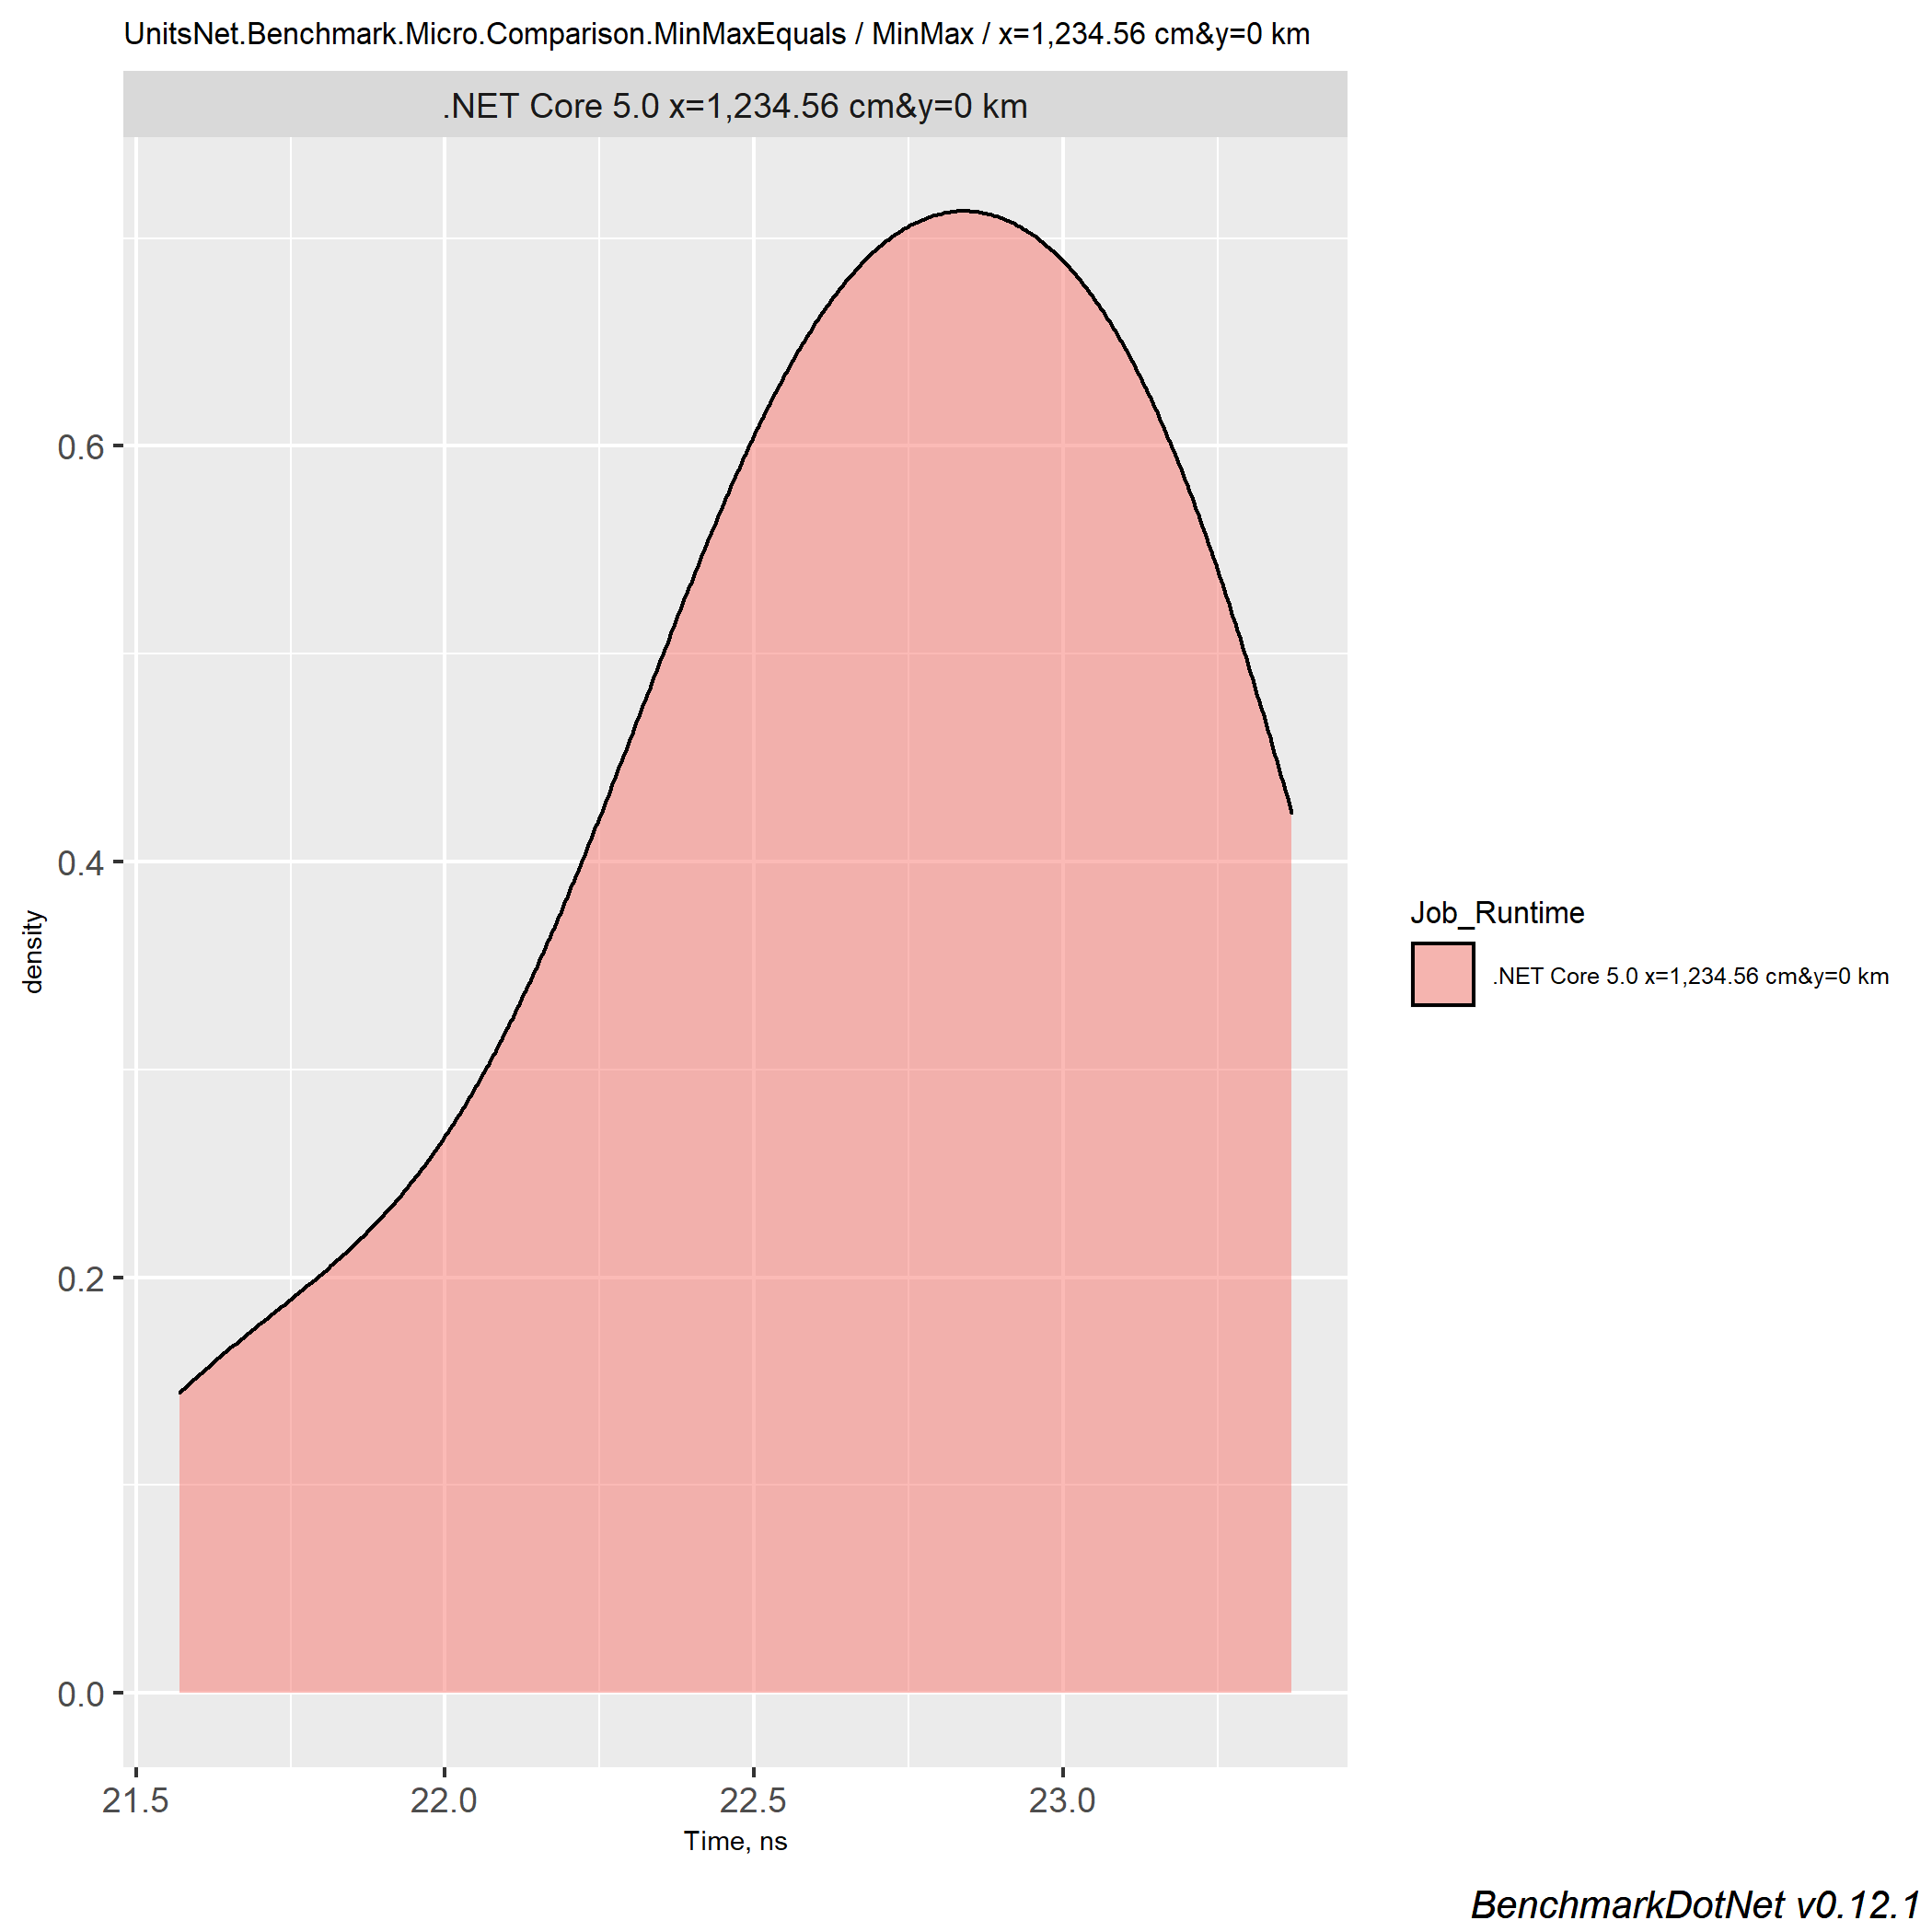 UnitsNet.Benchmark.Micro.Comparison.MinMaxEquals / MinMax / x=1,234.56 cm&y=0 km
.NET Core 5.0 x=1,234.56 cm&y=0 km
0.6
0.4
0.2
0.0
density
21.5 22.0 22.5 23.0
Time, ns
Job_Runtime
.NET Core 5.0 x=1,234.56 cm&y=0 km
BenchmarkDotNet v0.12.1